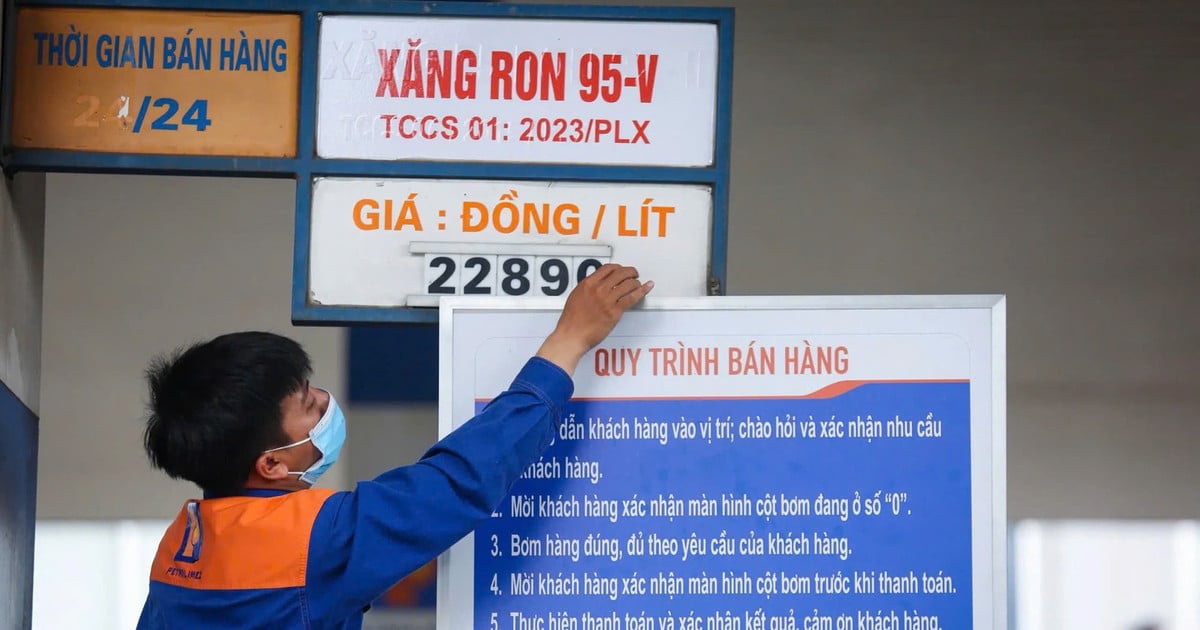 THỜI GIAN BÁN HÀNG
24/24
XĂNG RON 95-V
TCCS 01: 2023/PLX
GIÁ : ĐỒNG / LÍT
22890
QUY TRÌNH BÁN HÀNG
dẫn khách hàng vào vị trí; chào hỏi và xác nhận nhu cầu
khách hàng.
2. Mời khách hàng xác nhận màn hình cột bơm đang ở số “0”.
3. Bơm hàng đúng, đủ theo yêu cầu của khách hàng.
4. Mời khách hàng xác nhận màn hình cột bơm trước khi thanh toán.
5. Thực hiện thanh toán và xác nhận kết quả, cảm ơn khách hàng.